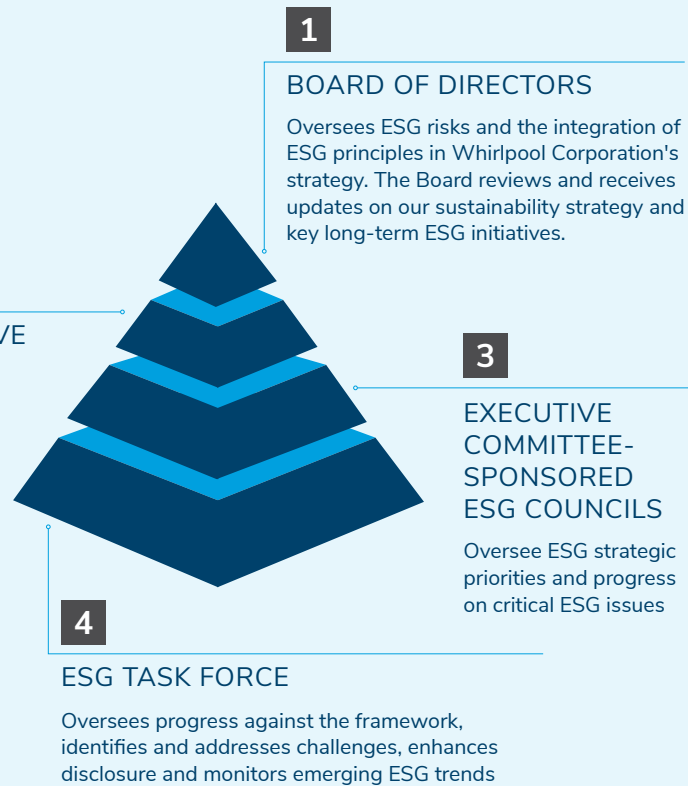 1
BOARD OF DIRECTORS
Oversees ESG risks and the integration of
ESG principles in Whirlpool Corporation's
strategy. The Board reviews and receives
updates on our sustainability strategy and
key long-term ESG initiatives.
VE
3
EXECUTIVE
COMMITTEE-
SPONSORED
ESG COUNCILS
Oversee ESG strategic
priorities and progress
on critical ESG issues
4
ESG TASK FORCE
Oversees progress against the framework,
identifies and addresses challenges, enhances
disclosure and monitors emerging ESG trends